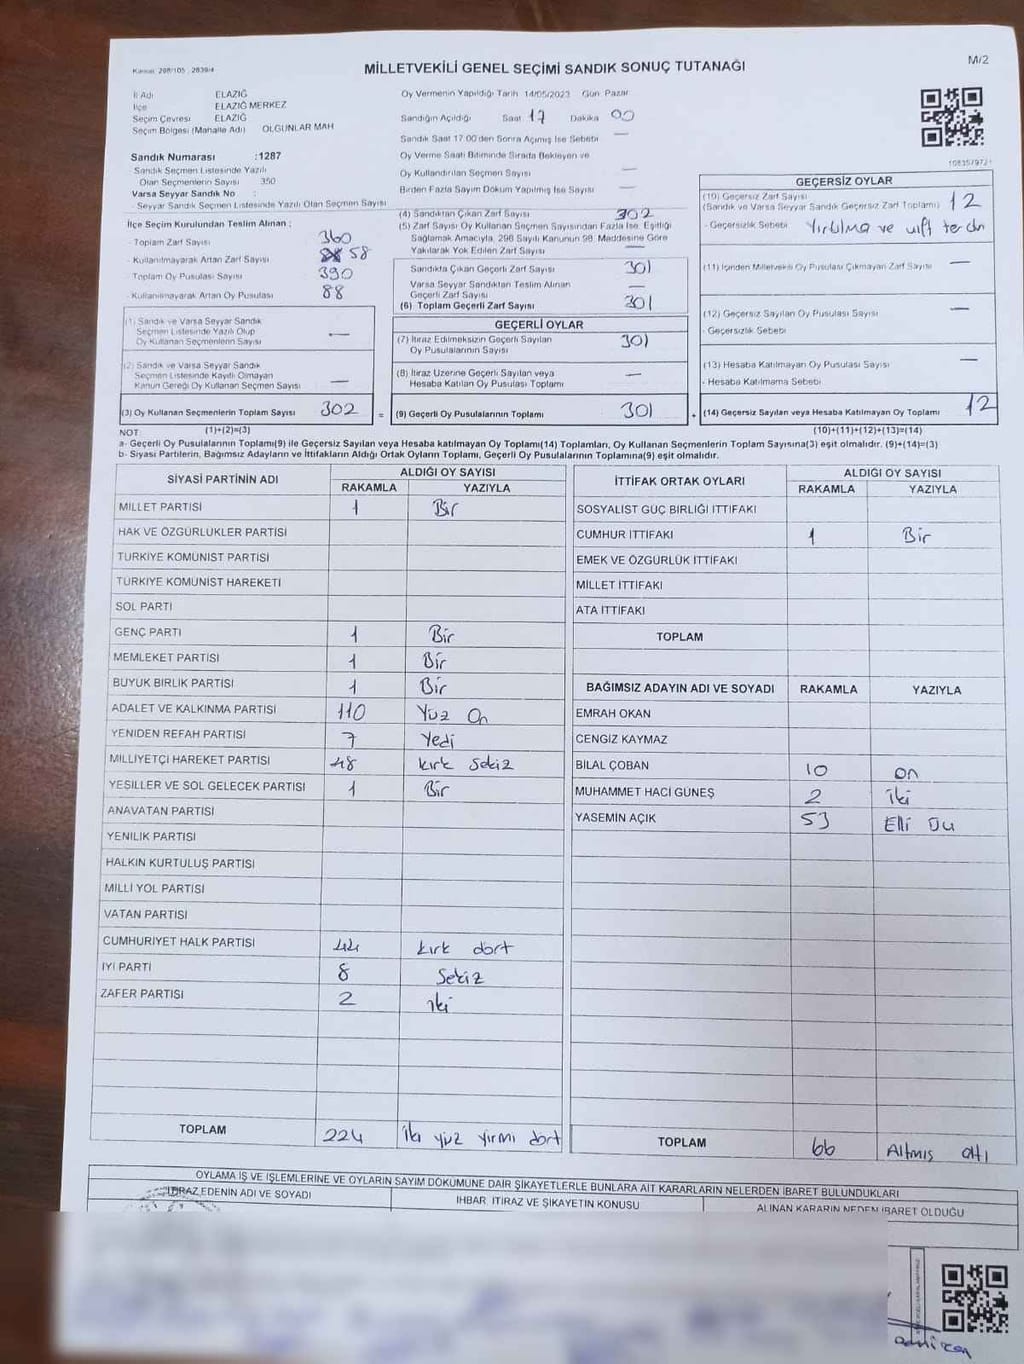 Kanun: 298/105 : 2839/4
MİLLETVEKİLİ GENEL SEÇİMİ SANDIK SONUÇ TUTANAĞI
M/2
İl Adı ELAZIĞ
İlçe ELAZIĞ MERKEZ
Seçim Çevresi ELAZIĞ
Seçim Bölgesi (Mahalle Adı) OLGUNLAR MAH
Sandık Numarası :1287
Sandık Seçmen Listesinde Yazılı
Olan Seçmenlerin Sayısı 350
Varsa Seyyar Sandık No :
- Seyyar Sandık Seçmen Listesinde Yazılı Olan Seçmen Sayısı
Oy Vermenin Yapıldığı Tarih 14/05/2023 Gün Pazar
Sandığın Açıldığı Saat 17 Dakika 00
Sandık Saat 17.00'den Sonra Açılmış İse Sebebi —
Oy Verme Saati Bitiminde Sırada Bekleyen ve
Oy Kullandırılan Seçmen Sayısı —
Birden Fazla Sayım Döküm Yapılmış İse Sayısı —
İlçe Seçim Kurulundan Teslim Alınan ;
- Toplam Zarf Sayısı 360
- Kullanılmayarak Artan Zarf Sayısı 58
- Toplam Oy Pusulası Sayısı 390
- Kullanılmayarak Artan Oy Pusulası 88
(1) Sandık ve Varsa Seyyar Sandık
Seçmen Listesinde Yazılı Olup
Oy Kullanan Seçmenlerin Sayısı —
(2) Sandık ve Varsa Seyyar Sandık
Seçmen Listesinde Kayıtlı Olmayan
Kanun Gereği Oy Kullanan Seçmen Sayısı —
(3) Oy Kullanan Seçmenlerin Toplam Sayısı 302
=
(4) Sandıktan Çıkan Zarf Sayısı 302
(5) Zarf Sayısı Oy Kullanan Seçmen Sayısından Fazla İse, Eşitliği
Sağlamak Amacıyla, 298 Sayılı Kanunun 98. Maddesine Göre
Yakılarak Yok Edilen Zarf Sayısı —
Sandıkta Çıkan Geçerli Zarf Sayısı 301
Varsa Seyyar Sandıktan Teslim Alınan
Geçerli Zarf Sayısı —
(6) Toplam Geçerli Zarf Sayısı 301
GEÇERLİ OYLAR
(7) İtiraz Edilmeksizin Geçerli Sayılan
Oy Pusulalarının Sayısı 301
(8) İtiraz Üzerine Geçerli Sayılan veya
Hesaba Katılan Oy Pusulası Toplamı —
(9) Geçerli Oy Pusulalarının Toplamı 301
+
108357972
GEÇERSİZ OYLAR
(10) Geçersiz Zarf Sayısı
(Sandık ve Varsa Seyyar Sandık Geçersiz Zarf Toplamı) 12
- Geçersizlik Sebebi Yırtılma ve
(11) İçinden Milletvekili Oy Pusulası Çıkmayan Zarf Sayısı —
(12) Geçersiz Sayılan Oy Pusulası Sayısı —
- Geçersizlik Sebebi
(13) Hesaba Katılmayan Oy Pusulası Sayısı —
- Hesaba Katılmama Sebebi
(14) Geçersiz Sayılan veya Hesaba Katılmayan Oy Toplamı 12
NOT: (1)+(2)=(3) (10)+(11)+(12)+(13)=(14)
a- Geçerli Oy Pusulalarının Toplamı(9) ile Geçersiz Sayılan veya Hesaba katılmayan Oy Toplamı(14) Toplamları, Oy Kullanan Seçmenlerin Toplam Sayısına(3) eşit olmalıdır. (9)+(14)=(3)
b- Siyasi Partilerin, Bağımsız Adayların ve İttifakların Aldığı Ortak Oyların Toplamı, Geçerli Oy Pusulalarının Toplamına(9) eşit olmalıdır.
SİYASİ PARTİNİN ADI ALDIĞI OY SAYISI
RAKAMLA YAZIYLA
MİLLET PARTİSİ 1 Bir
HAK VE ÖZGÜRLÜKLER PARTİSİ
TÜRKİYE KOMÜNİST PARTİSİ
TÜRKİYE KOMÜNİST HAREKETİ
SOL PARTİ
GENÇ PARTİ 1 Bir
MEMLEKET PARTİSİ 1 Bir
BÜYÜK BİRLİK PARTİSİ 1 Bir
ADALET VE KALKINMA PARTİSİ 110 Yüz On
YENİDEN REFAH PARTİSİ 7 Yedi
MİLLİYETÇİ HAREKET PARTİSİ 48 kırk sekiz
YEŞİLLER VE SOL GELECEK PARTİSİ 1 Bir
ANAVATAN PARTİSİ
YENİLİK PARTİSİ
HALKIN KURTULUŞ PARTİSİ
MİLLİ YOL PARTİSİ
VATAN PARTİSİ
CUMHURİYET HALK PARTİSİ 44 kırk dört
İYİ PARTİ 8 Sekiz
ZAFER PARTİSİ 2 iki
TOPLAM 224 İki yüz yirmi dört
İTTİFAK ORTAK OYLARI ALDIĞI OY SAYISI
RAKAMLA YAZIYLA
SOSYALİST GÜÇ BİRLİĞİ İTTİFAKI
CUMHUR İTTİFAKI 1 Bir
EMEK VE ÖZGÜRLÜK İTTİFAKI
MİLLET İTTİFAKI
ATA İTTİFAKI
TOPLAM
BAĞIMSIZ ADAYIN ADI VE SOYADI RAKAMLA YAZIYLA
EMRAH OKAN
CENGİZ KAYMAZ
BİLAL ÇOBAN 10 on
MUHAMMET HACI GÜNEŞ 2 iki
YASEMİN AÇIK 53 Elli
TOPLAM 66 Altmış altı
OYLAMA İŞ VE İŞLEMLERİNE VE OYLARIN SAYIM DÖKÜMÜNE DAİR ŞİKAYETLERLE BUNLARA AİT KARARLARIN NELERDEN İBARET BULUNDUKLARI
İTİRAZ EDENİN ADI VE SOYADI
İHBAR, İTİRAZ VE ŞİKAYETİN KONUSU
ALINAN KARARIN NEDEN İBARET OLDUĞU